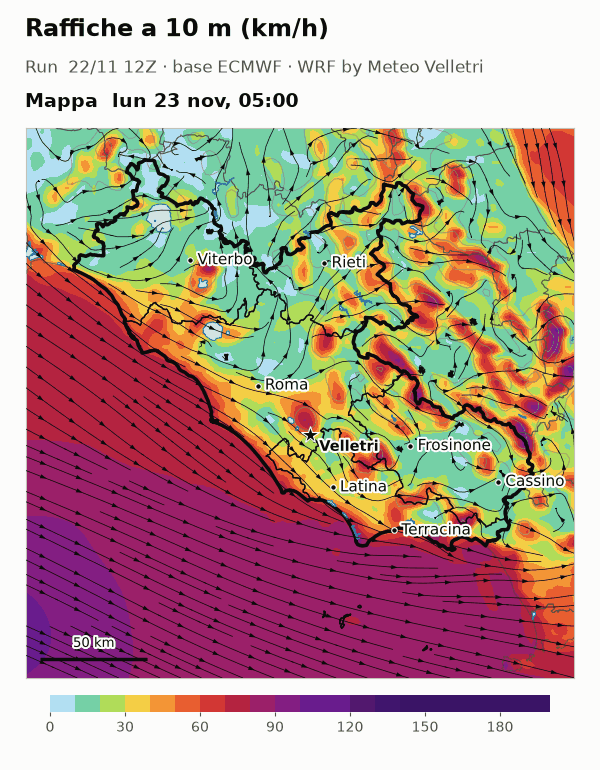 Raffiche a 10 m (km/h)
Run  22/11 12Z · base ECMWF · WRF by Meteo Velletri
Mappa  lun 23 nov, 05:00
Viterbo
Rieti
Roma
Velletri
Frosinone
Latina
Cassino
Terracina
50 km
0 30 60 90 120 150 180